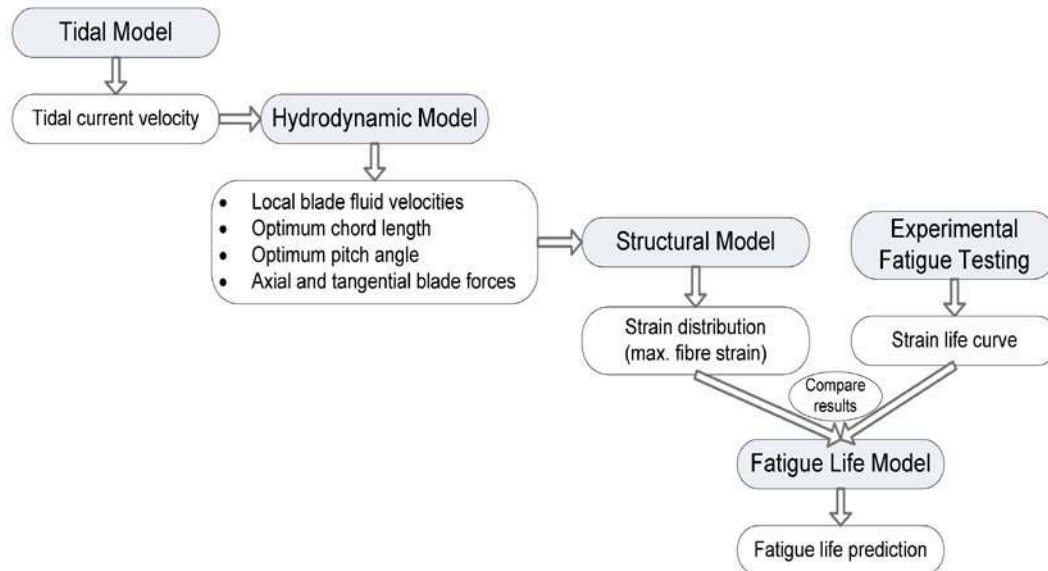 Tidal Model
Tidal current velocity
Hydrodynamic Model
• Local blade fluid velocities
• Optimum chord length
• Optimum pitch angle
• Axial and tangential blade forces
Structural Model
Experimental
Fatigue Testing
Strain distribution
(max. fibre strain)
Strain life curve
Compare
results
Fatigue Life Model
Fatigue life prediction